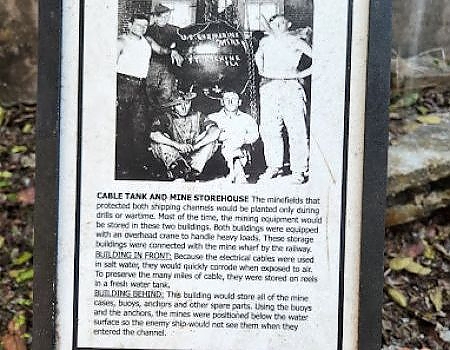 U.S. SUBMARINE
MINE
CABLE TANK AND MINE STOREHOUSE The minefields that
protected both shipping channels would be planted only during
drills or wartime. Most of the time, the mining equipment would
be stored in these two buildings. Both buildings were equipped
with an overhead crane to handle heavy loads. These storage
buildings were connected with the mine wharf by the railway.
BUILDING IN FRONT: Because the electrical cables were used
in salt water, they would quickly corrode when exposed to air.
To preserve the many miles of cable, they were stored on reels
in a fresh water tank.
BUILDING BEHIND: This building would store all of the mine
cases, buoys, anchors and other spare parts. Using the buoys
and the anchors, the mines were positioned below the water
surface so the enemy ship would not see them when they
entered the channel.